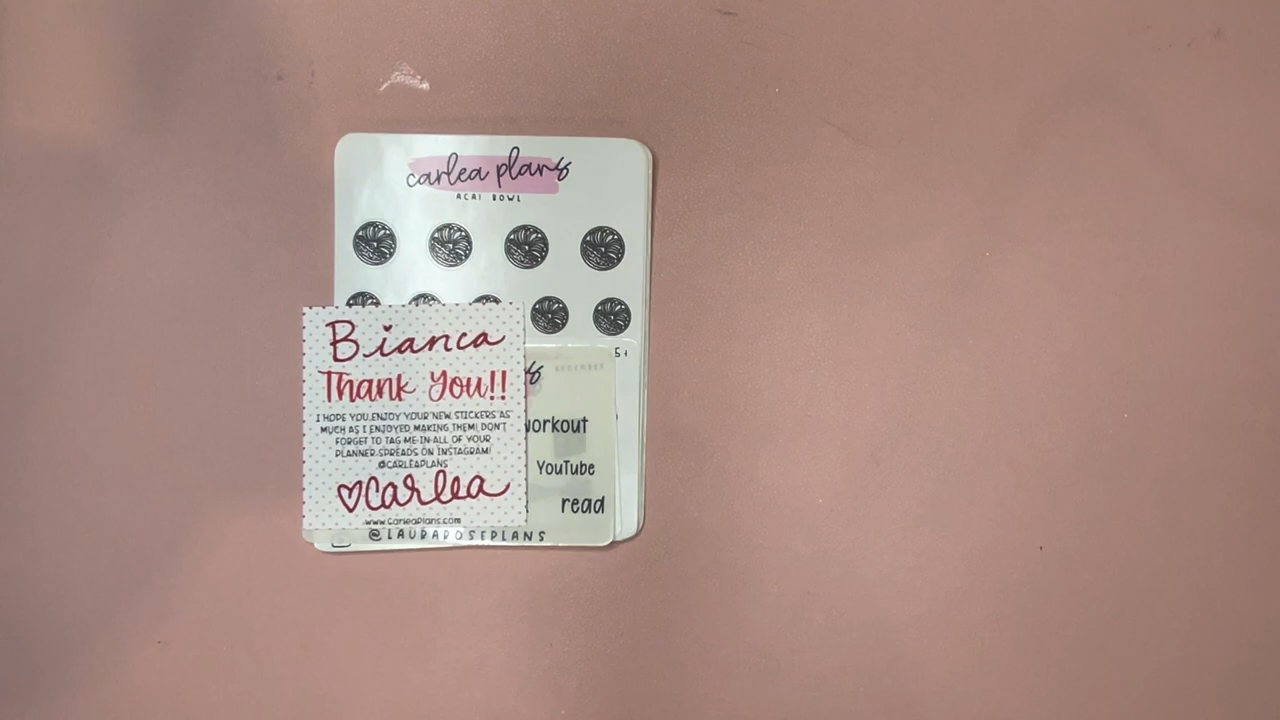 carlea plans
ACAI BOWL
Bianca
Thank You!!
I HOPE YOU ENJOY YOUR NEW STICKERS AS
MUCH AS I ENJOYED MAKING THEM! DON'T
FORGET TO TAG ME IN ALL OF YOUR
PLANNER SPREADS ON INSTAGRAM!
@CARLEAPLANS
Carlea
www.CarleaPlans.com
DECEMBER
workout
YouTube
read
@LAURAROSEPLANS